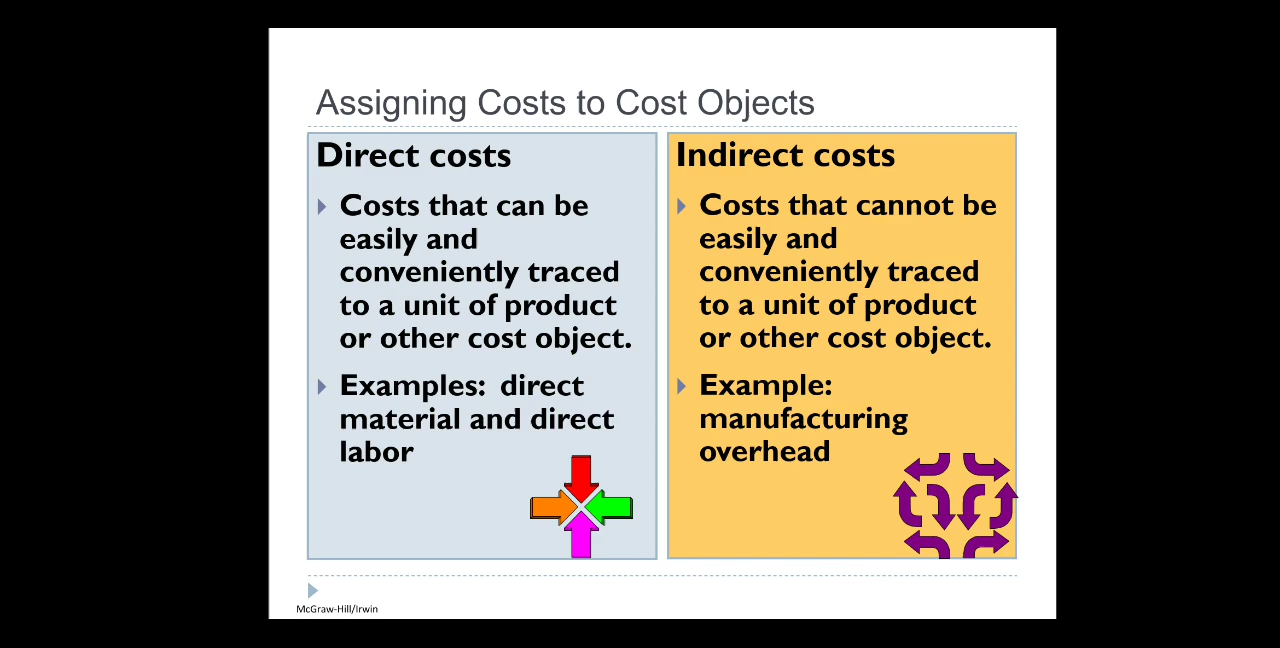 Assigning Costs to Cost Objects
Direct costs
Costs that can be
easily and
conveniently traced
to a unit of product
or other cost object.
Examples:  direct
material and direct
labor
Indirect costs
Costs that cannot be
easily and
conveniently traced
to a unit of product
or other cost object.
Example:
manufacturing
overhead
McGraw-Hill/Irwin